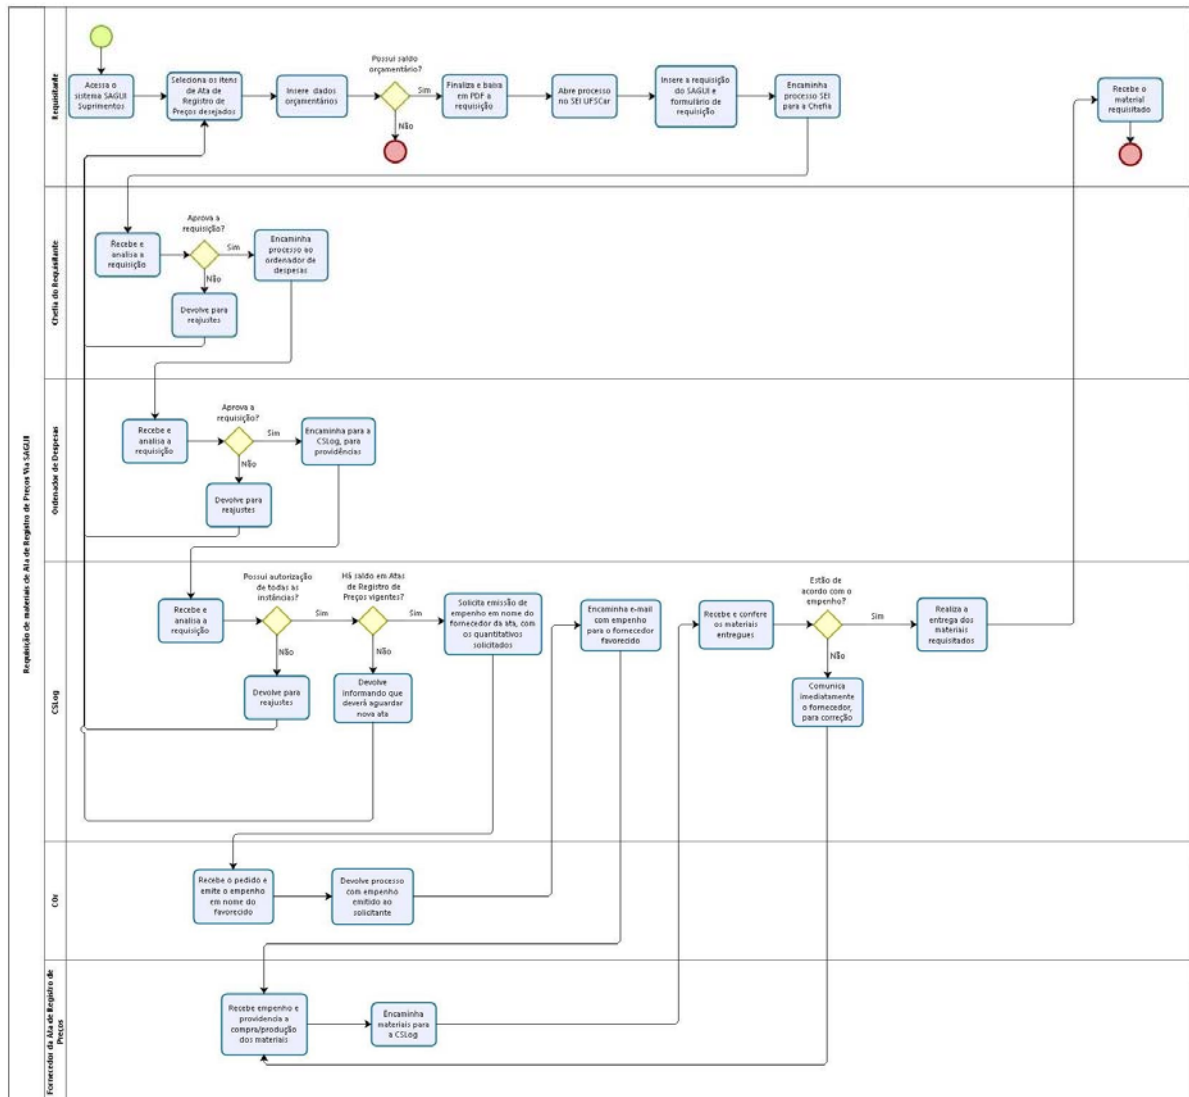 Requisição de materiais de Ata de Registro de Preços Via SAGUI
Requisitante
Acessa o
sistema SAGUI
Suprimentos
Seleciona os itens
de Ata de
Registro de
Preços desejados
Insere dados
orçamentários
Possui saldo
orçamentário?
Sim
Não
Finaliza e baixa
em PDF a
requisição
Abre processo
no SEI UFSCar
Insere a requisição
do SAGUI e
formulário de
requisição
Encaminha
processo SEI
para a Chefia
Recebe o
material
requisitado
Chefia do Requisitante
Recebe e
analisa a
requisição
Aprova a
requisição?
Sim
Não
Encaminha
processo ao
ordenador de
despesas
Devolve para
reajustes
Ordenador de Despesas
Recebe e
analisa a
requisição
Aprova a
requisição?
Sim
Não
Encaminha para a
CSLog, para
providências
Devolve para
reajustes
CSLog
Recebe e
analisa a
requisição
Possui autorização
de todas as
instâncias?
Sim
Não
Devolve para
reajustes
Há saldo em Atas
de Registro de
Preços vigentes?
Sim
Não
Devolve
informando que
deverá aguardar
nova ata
Solicita emissão de
empenho em nome do
fornecedor da ata, com
os quantitativos
solicitados
Encaminha e-mail
com empenho
para o fornecedor
favorecido
Recebe e confere
os materiais
entregues
Estão de
acordo com o
empenho?
Sim
Não
Realiza a
entrega dos
materiais
requisitados
Comunica
imediatamente
o fornecedor,
para correção
COr
Recebe o pedido e
emite o empenho
em nome do
favorecido
Devolve processo
com empenho
emitido ao
solicitante
Fornecedor da Ata de Registro de
Preços
Recebe empenho e
providencia a
compra/produção
dos materiais
Encaminha
materiais para
a CSLog